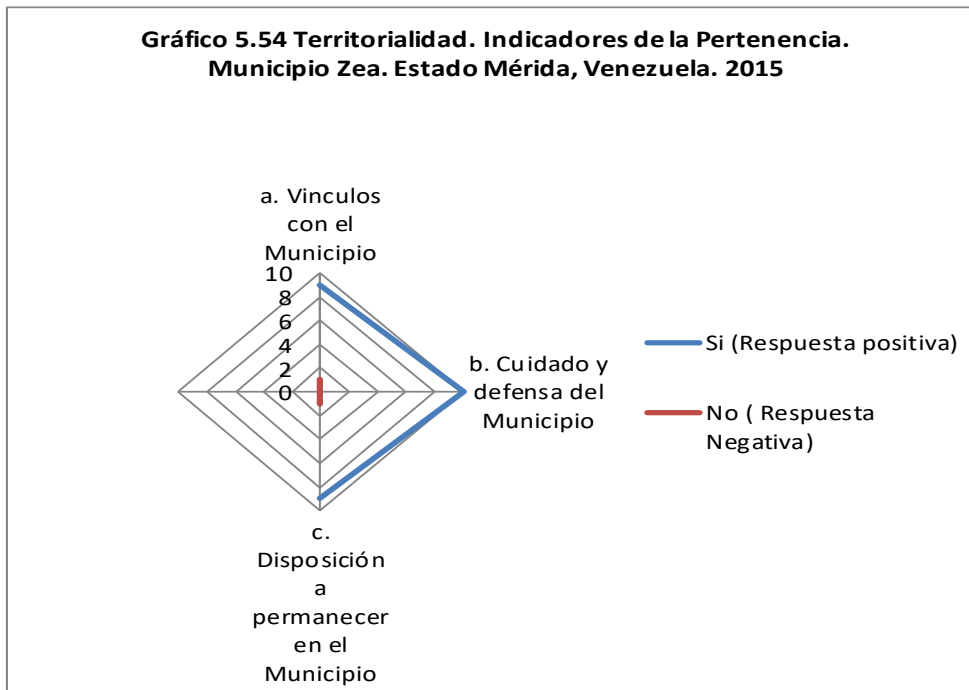 Gráfico 5.54 Territorialidad. Indicadores de la Pertenencia.
Municipio Zea. Estado Mérida, Venezuela. 2015
a. Vinculos
con el
Municipio
10
8
6
4
2
0
b. Cuidado y
defensa del
Municipio
c.
Disposición
a
permanecer
en el
Municipio
Si (Respuesta positiva)
No ( Respuesta
Negativa)